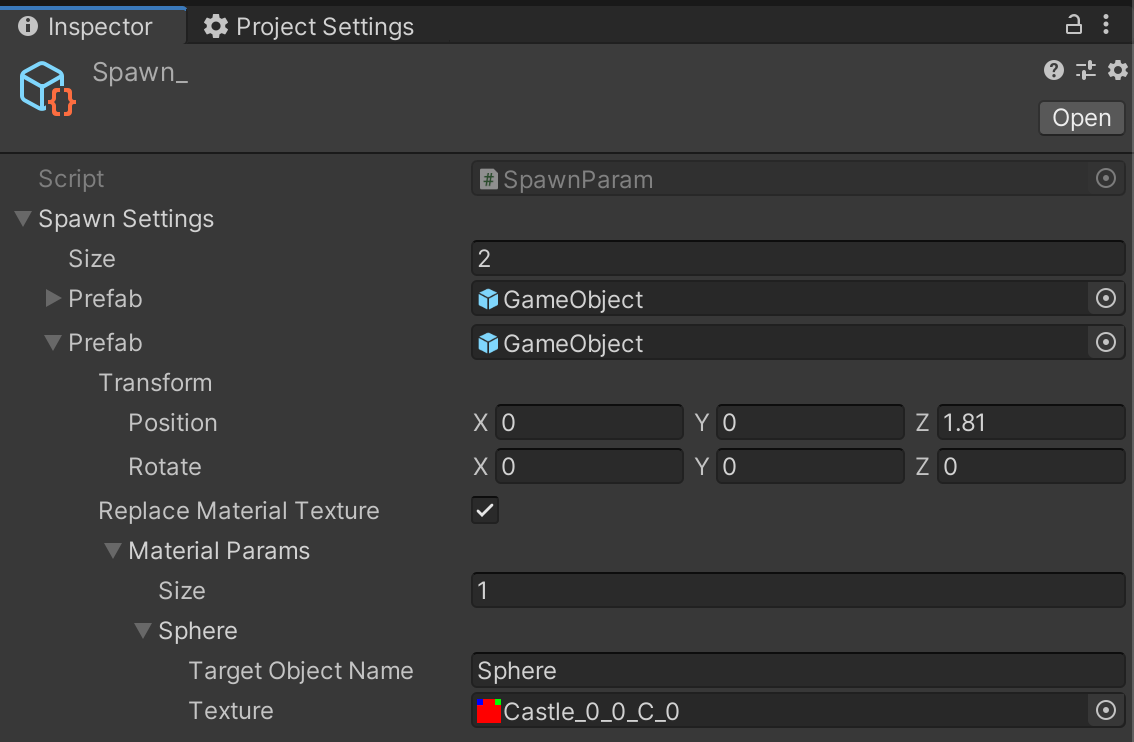 Inspector Project Settings
Spawn_
Open
Script # SpawnParam
Spawn Settings
Size 2
Prefab GameObject
Prefab GameObject
Transform
Position X 0 Y 0 Z 1.81
Rotate X 0 Y 0 Z 0
Replace Material Texture
Material Params
Size 1
Sphere
Target Object Name Sphere
Texture Castle_0_0_C_0